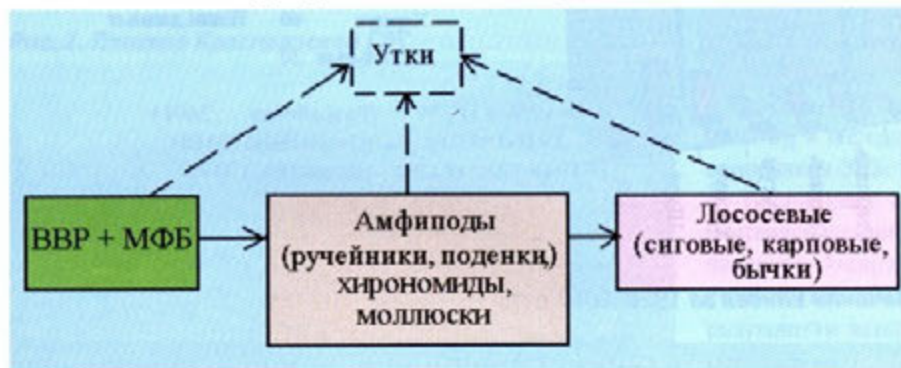 Утки
ВВР + МФБ
Амфиподы
(ручейники, поденки,)
хирономиды,
моллюски
Лососевые
(сиговые, карповые,
бычки)